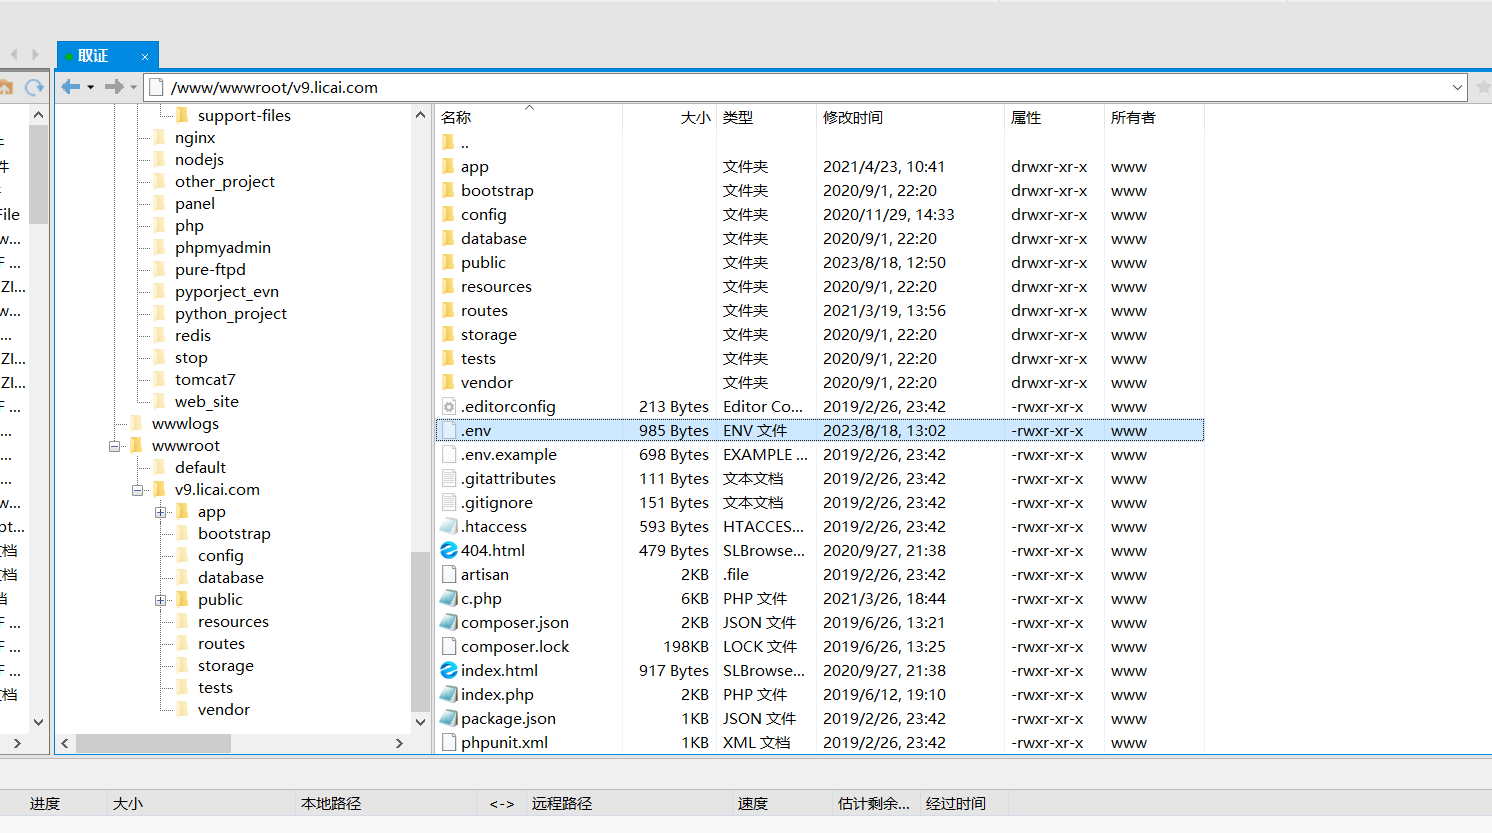 取证 ×
/www/wwwroot/v9.licai.com
件
File
w...
ZI...
w...
...
ZI...
...
...
w...
pt...
档
档
档
support-files
nginx
nodejs
other_project
panel
php
phpmyadmin
pure-ftpd
pyporject_evn
python_project
redis
stop
tomcat7
web_site
wwwlogs
wwwroot
default
v9.licai.com
app
bootstrap
config
database
public
resources
routes
storage
tests
vendor
名称 大小 类型 修改时间 属性 所有者
..
app 文件夹 2021/4/23, 10:41 drwxr-xr-x www
bootstrap 文件夹 2020/9/1, 22:20 drwxr-xr-x www
config 文件夹 2020/11/29, 14:33 drwxr-xr-x www
database 文件夹 2020/9/1, 22:20 drwxr-xr-x www
public 文件夹 2023/8/18, 12:50 drwxr-xr-x www
resources 文件夹 2020/9/1, 22:20 drwxr-xr-x www
routes 文件夹 2021/3/19, 13:56 drwxr-xr-x www
storage 文件夹 2020/9/1, 22:20 drwxr-xr-x www
tests 文件夹 2020/9/1, 22:20 drwxr-xr-x www
vendor 文件夹 2020/9/1, 22:20 drwxr-xr-x www
.editorconfig 213 Bytes Editor Co... 2019/2/26, 23:42 -rwxr-xr-x www
.env 985 Bytes ENV 文件 2023/8/18, 13:02 -rwxr-xr-x www
.env.example 698 Bytes EXAMPLE ... 2019/2/26, 23:42 -rwxr-xr-x www
.gitattributes 111 Bytes 文本文档 2019/2/26, 23:42 -rwxr-xr-x www
.gitignore 151 Bytes 文本文档 2019/2/26, 23:42 -rwxr-xr-x www
.htaccess 593 Bytes HTACCES... 2019/2/26, 23:42 -rwxr-xr-x www
404.html 479 Bytes SLBrowse... 2020/9/27, 21:38 -rwxr-xr-x www
artisan 2KB .file 2019/2/26, 23:42 -rwxr-xr-x www
c.php 6KB PHP 文件 2021/3/26, 18:44 -rwxr-xr-x www
composer.json 2KB JSON 文件 2019/6/26, 13:21 -rwxr-xr-x www
composer.lock 198KB LOCK 文件 2019/6/26, 13:25 -rwxr-xr-x www
index.html 917 Bytes SLBrowse... 2020/9/27, 21:38 -rwxr-xr-x www
index.php 2KB PHP 文件 2019/6/12, 19:10 -rwxr-xr-x www
package.json 1KB JSON 文件 2019/2/26, 23:42 -rwxr-xr-x www
phpunit.xml 1KB XML 文档 2019/2/26, 23:42 -rwxr-xr-x www
进度 大小 本地路径 <-> 远程路径 速度 估计剩余... 经过时间